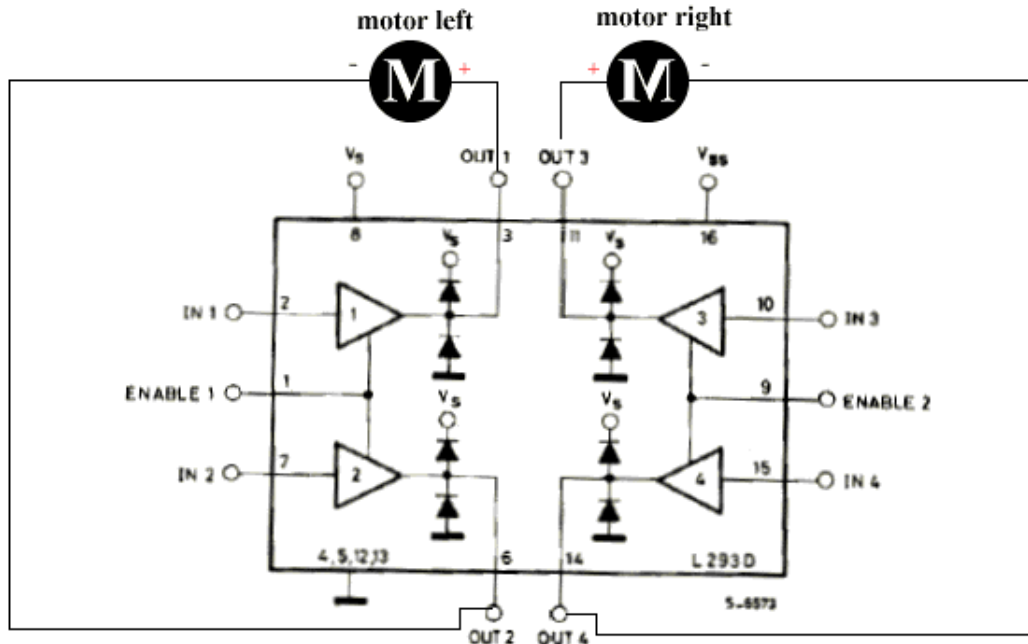 motor left motor right
- + + -
M M
Vs OUT 1 OUT 3 Vss
8 3 11 16
Vs Vs
IN 1 2 1 3 10 IN 3
ENABLE 1 1 9 ENABLE 2
Vs Vs
IN 2 7 2 4 15 IN 4
4,5,12,13 6 14 L293D
S-6573
OUT 2 OUT 4